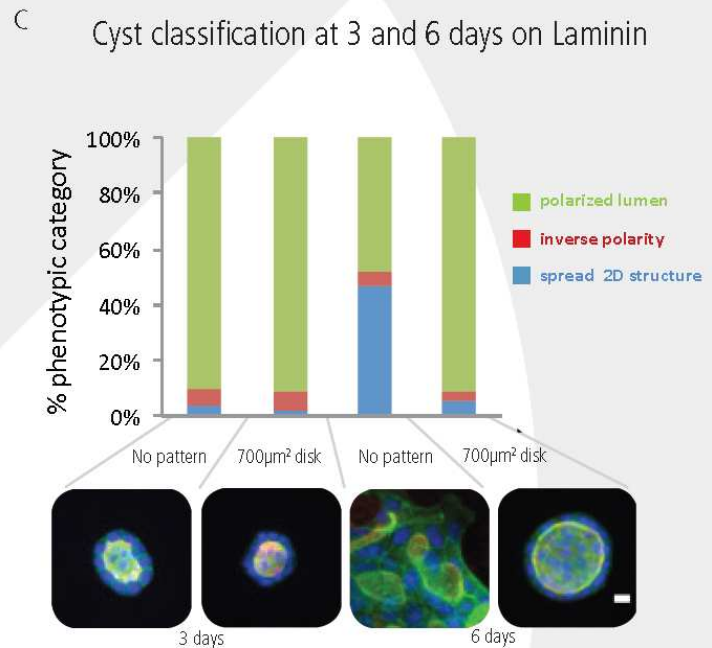 C
Cyst classification at 3 and 6 days on Laminin
% phenotypic category
100%
80%
60%
40%
20%
0%
polarized lumen
inverse polarity
spread 2D structure
No pattern
700µm² disk
No pattern
700µm² disk
3 days
6 days